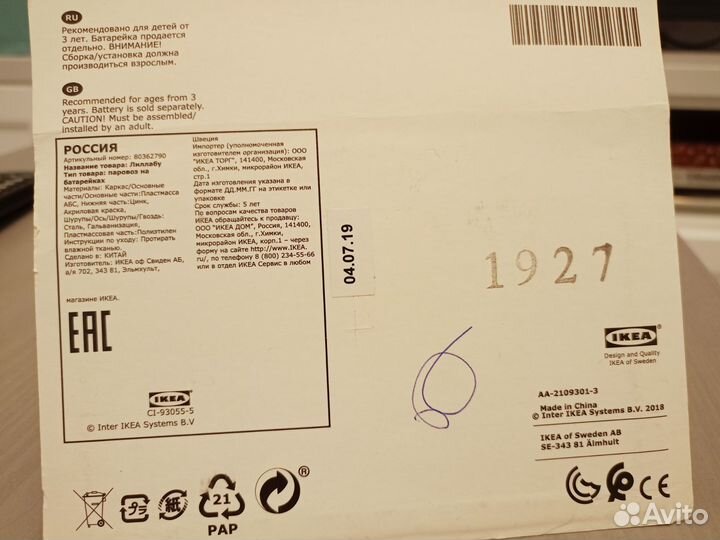 RU
Рекомендовано для детей от
3 лет. Батарейка продается
отдельно. ВНИМАНИЕ!
Сборка/установка должна
производиться взрослым.
GB
Recommended for ages from 3
years. Battery is sold separately.
CAUTION! Must be assembled/
installed by an adult.
РОССИЯ
Артикульный номер: 80362790
Название товара: Лиллабу
Тип товара: паровоз на
батарейках
Материалы: Каркас/Основные
части/Основные части:Пластмасса
АБС, Нижняя часть:Цинк,
Акриловая краска,
Шурупы/Ось/Шурупы/Гвоздь:
Сталь, Гальванизация,
Пластмассовая часть:Полиэтилен
Инструкции по уходу: Протирать
влажной тканью.
Сделано в: КИТАЙ
Изготовитель: ИКЕА оф Свиден АБ,
а/я 702, 343 81, Эльмхульт,
Швеция
Импортер (уполномоченная
изготовителем организация): ООО
"ИКЕА ТОРГ", 141400, Московская
обл., г.Химки, микрорайон ИКЕА,
стр.1
Дата изготовления указана в
формате ДД.ММ.ГГ на этикетке или
упаковке
Срок службы: 5 лет
По вопросам качества товаров
ИКЕА обращайтесь к продавцу:
ООО "ИКЕА ДОМ", Россия, 141400,
Московская обл., г.Химки,
микрорайон ИКЕА, корп.1 – через
форму на сайте http://www.IKEA.
ru/, по телефону 8 (800) 234-55-66
или в отдел ИКЕА Сервис в любом
магазине ИКЕА.
EAC
IKEA
CI-93055-5
© Inter IKEA Systems B.V
04.07.19
1927
IKEA
Design and Quality
IKEA of Sweden
AA-2109301-3
Made in China
© Inter IKEA Systems B.V. 2018
IKEA of Sweden AB
SE-343 81 Älmhult
プラ
紙
21
PAP
®
Avito